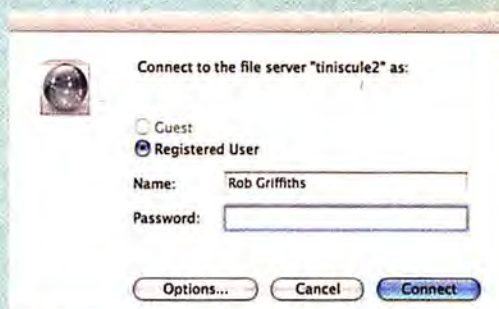 Connect to the file server "tiniscule2" as:
Guest
Registered User
Name: Rob Griffiths
Password:
Options... Cancel Connect